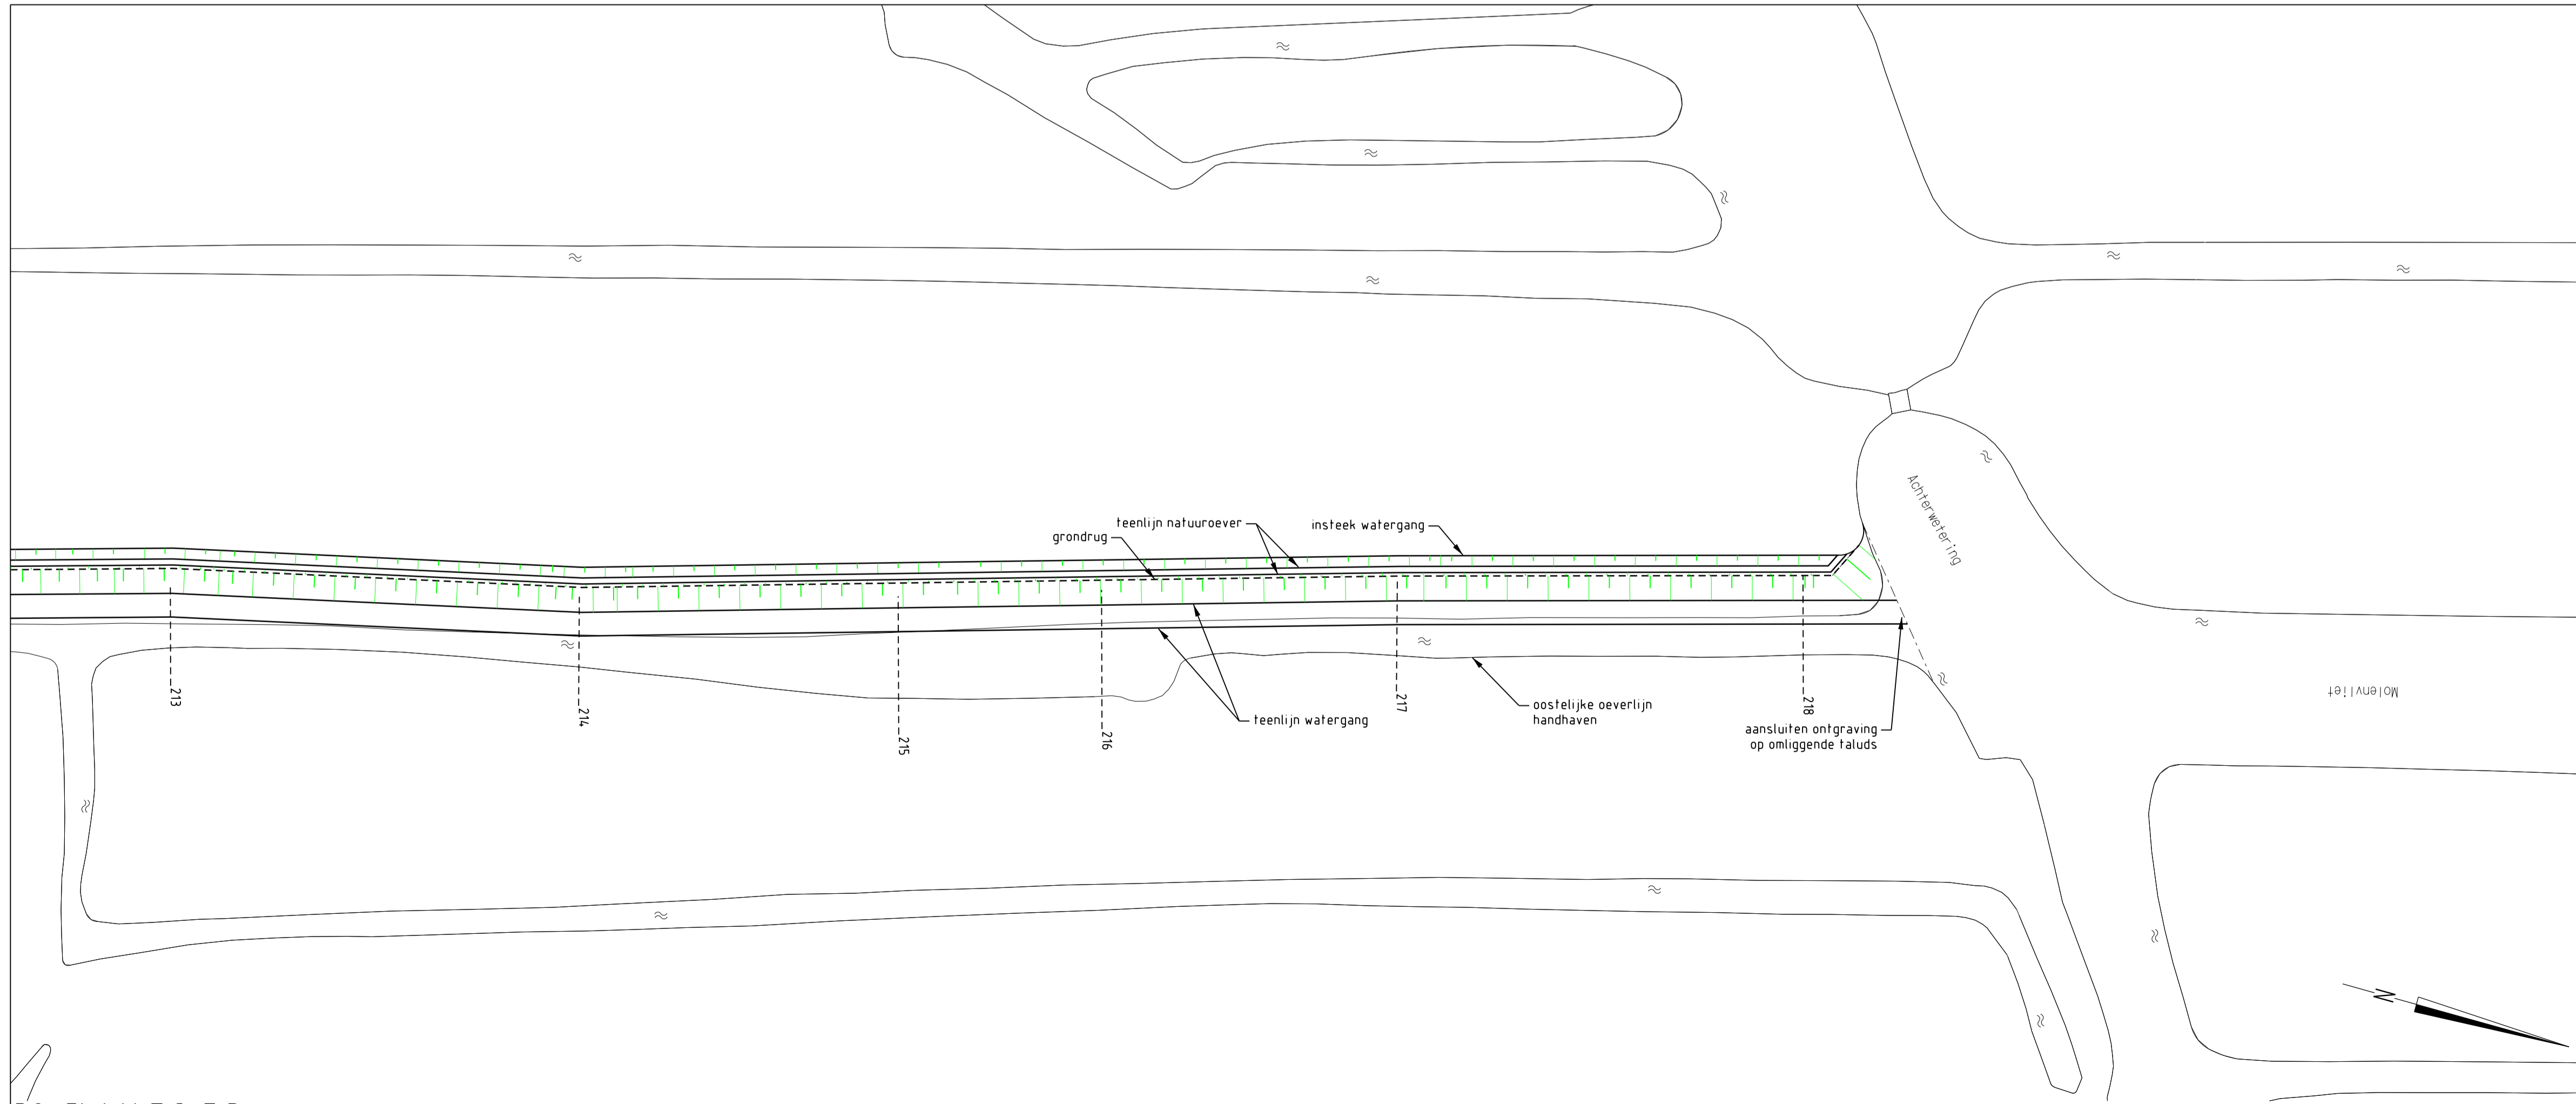 teenlijn natuuroever
insteek watergang
grondrug
Achterwetering
Molenvliet
213
214
215
216
217
218
teenlijn watergang
oostelijke oeverlijn
handhaven
aansluiten ontgraving
op omliggende taluds
N